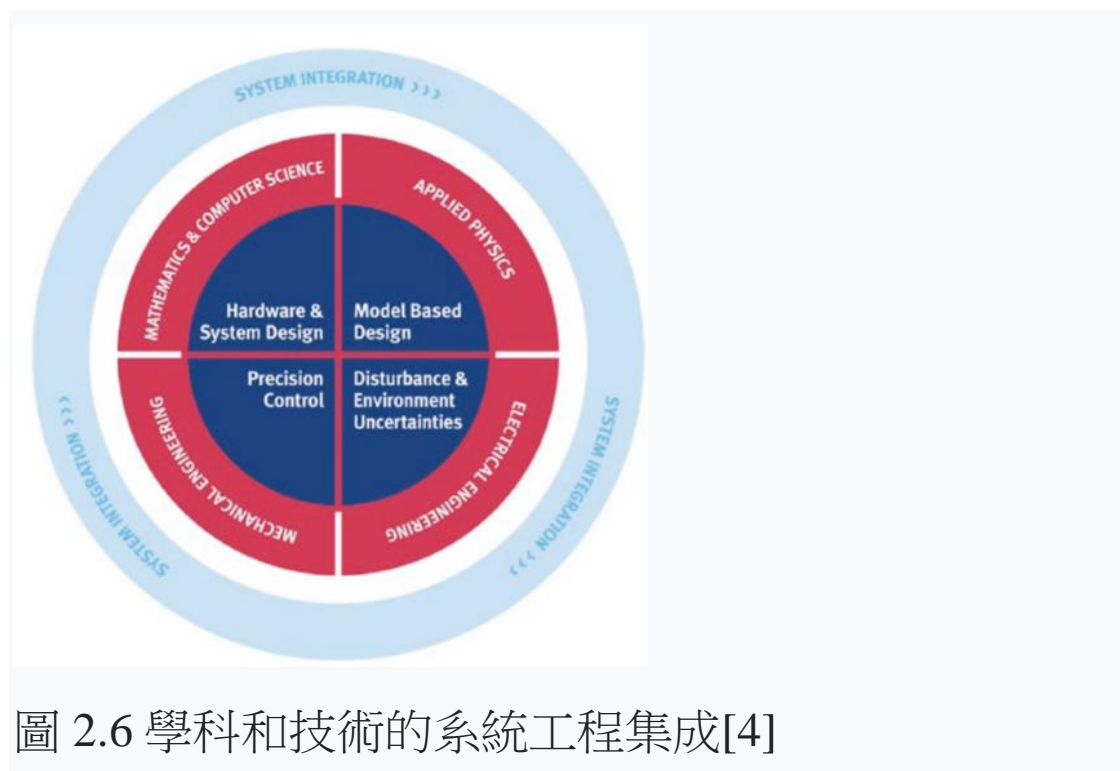 SYSTEM INTEGRATION >>>
MATHEMATICS & COMPUTER SCIENCE
APPLIED PHYSICS
Hardware &
System Design
Model Based
Design
Precision
Control
Disturbance &
Environment
Uncertainties
MECHANICAL ENGINEERING
ELECTRICAL ENGINEERING
SYSTEM INTEGRATION >>>
SYSTEM INTEGRATION >>>
圖 2.6 學科和技術的系統工程集成[4]